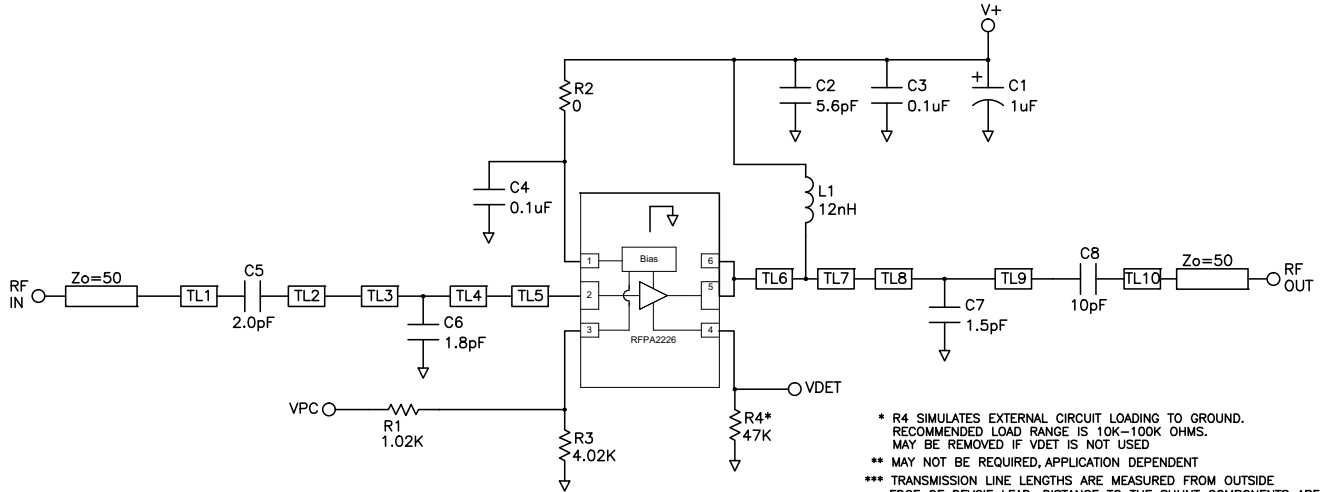 V+
R2
0
C2
5.6pF
C3
0.1uF
+
C1
1uF
C4
0.1uF
L1
12nH
RF
IN
Zo=50
TL1
C5
2.0pF
TL2
TL3
C6
1.8pF
TL4
TL5
1
2
3
Bias
6
5
4
RFPA2226
TL6
TL7
TL8
C7
1.5pF
TL9
C8
10pF
TL10
Zo=50
RF
OUT
VPC
R1
1.02K
R3
4.02K
VDET
R4*
47K
* R4 SIMULATES EXTERNAL CIRCUIT LOADING TO GROUND.
RECOMMENDED LOAD RANGE IS 10K-100K OHMS.
MAY BE REMOVED IF VDET IS NOT USED
** MAY NOT BE REQUIRED, APPLICATION DEPENDENT
*** TRANSMISSION LINE LENGTHS ARE MEASURED FROM OUTSIDE